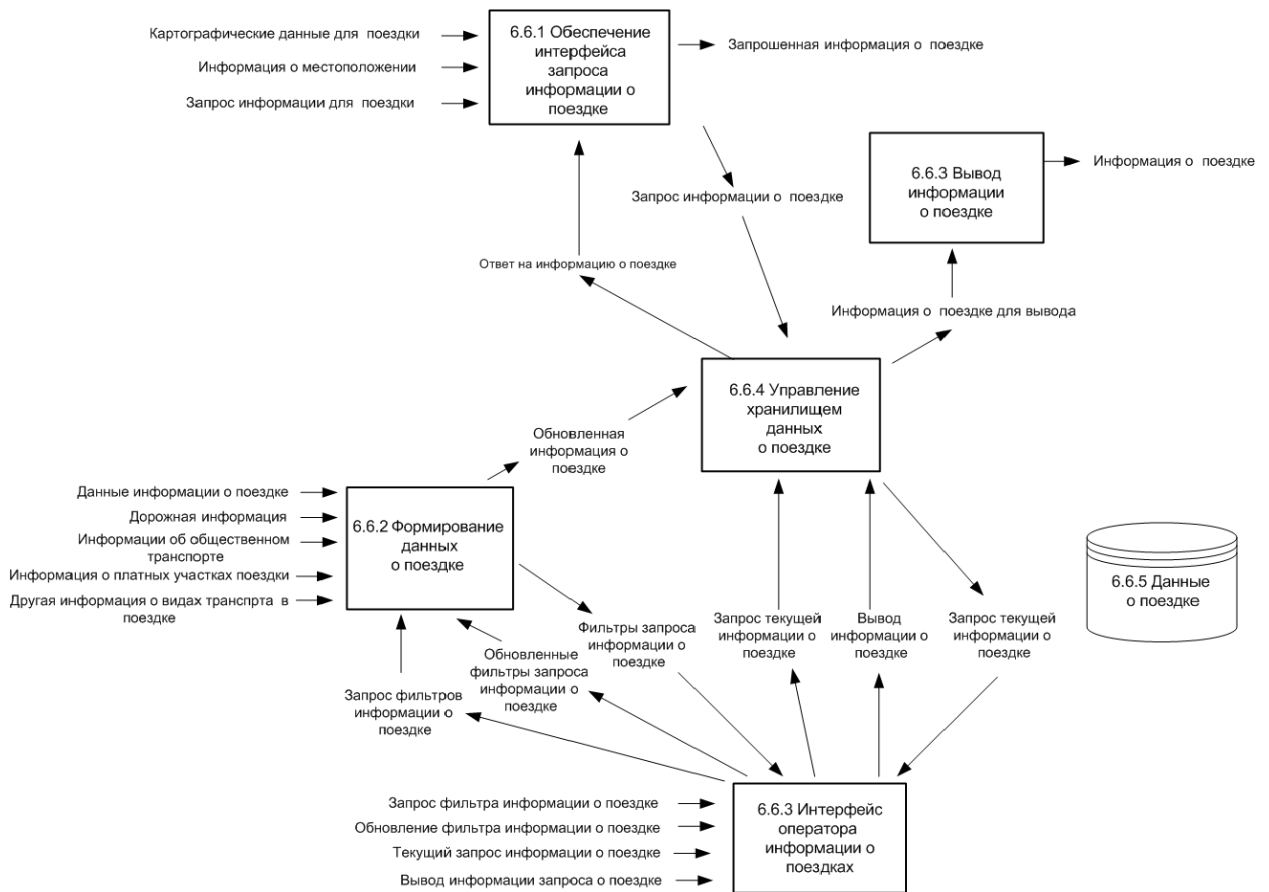 Картографические данные для поездки
Информация о местоположении
Запрос информации для поездки
6.6.1 Обеспечение
интерфейса
запроса
информации о
поездке
Запрошенная информация о поездке
6.6.3 Вывод
информации
о поездке
Информация о поездке
Запрос информации о поездке
Ответ на информацию о поездке
Информация о поездке для вывода
6.6.4 Управление
хранилищем
данных
о поездке
Обновленная
информация о
поездке
Данные информации о поездке
Дорожная информация
Информации об общественном
транспорте
Информация о платных участках поездки
Другая информация о видах транспрта в
поездке
6.6.2 Формирование
данных
о поездке
6.6.5 Данные
о поездке
Фильтры запроса
информации о
поездке
Запрос текущей
информации о
поездке
Вывод
информации о
поездке
Запрос текущей
информации о
поездке
Обновленные
фильтры запроса
информации о
поездке
Запрос фильтров
информации о
поездке
Запрос фильтра информации о поездке
Обновление фильтра информации о поездке
Текущий запрос информации о поездке
Вывод информации запроса о поездке
6.6.3 Интерфейс
оператора
информации о
поездках